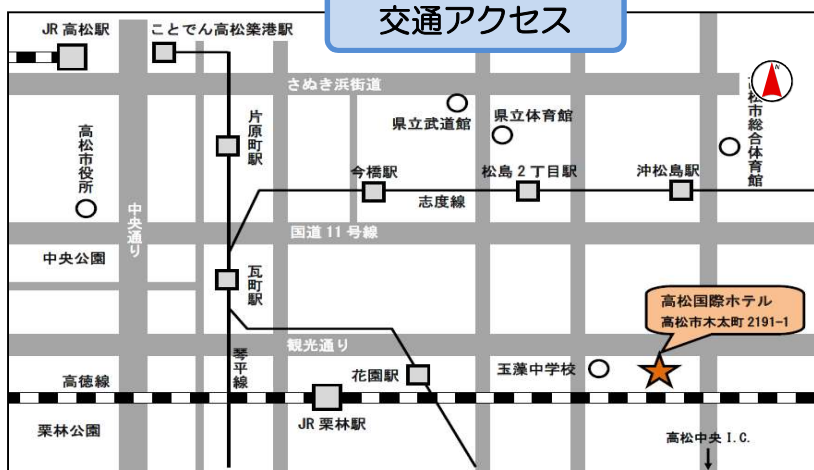 交通アクセス
JR 高松駅
ことでん高松築港駅
さぬき浜街道
N
片原町駅
県立武道館
県立体育館
高松市総合体育館
高松市役所
今橋駅
松島２丁目駅
沖松島駅
志度線
中央通り
国道 11 号線
中央公園
瓦町駅
高松国際ホテル
高松市木太町 2191-1
観光通り
琴平線
花園駅
玉藻中学校
高徳線
JR 栗林駅
栗林公園
高松中央 I.C.